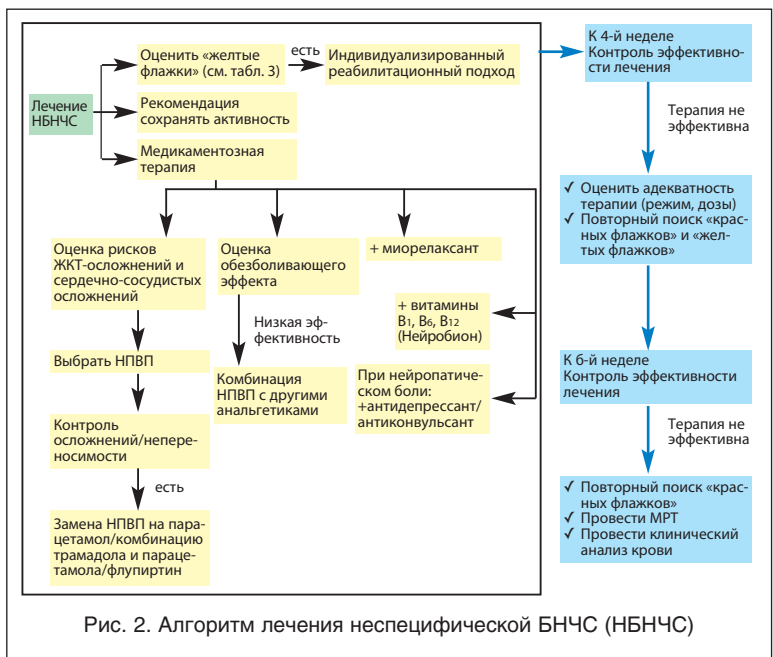 Лечение
НБНЧС
Оценить «желтые
флажки» (см. табл. 3)
есть
Индивидуализированный
реабилитационный подход
Рекомендация
сохранять активность
Медикаментозная
терапия
Оценка рисков
ЖКТ-осложнений и
сердечно-сосудистых
осложнений
Выбрать НПВП
Контроль
осложнений/непере-
носимости
есть
Замена НПВП на пара-
цетамол/комбинацию
трамадола и параце-
тамола/флупиртин
Оценка
обезболивающего
эффекта
Низкая эф-
фективность
Комбинация
НПВП с другими
анальгетиками
+ миорелаксант
+ витамины
B1, B6, B12
(Нейробион)
При нейропатиче-
ском боли:
+антидепрессант/
антиконвульсант
К 4-й неделе
Контроль эффективно-
сти лечения
Терапия не
эффективна
✓ Оценить адекватность
терапии (режим, дозы)
✓ Повторный поиск «крас-
ных флажков» и «жел-
тых флажков»
К 6-й неделе
Контроль эффективности
лечения
Терапия не
эффективна
✓ Повторный поиск «крас-
ных флажков»
✓ Провести МРТ
✓ Провести клинический
анализ крови
Рис. 2. Алгоритм лечения неспецифической БНЧС (НБНЧС)